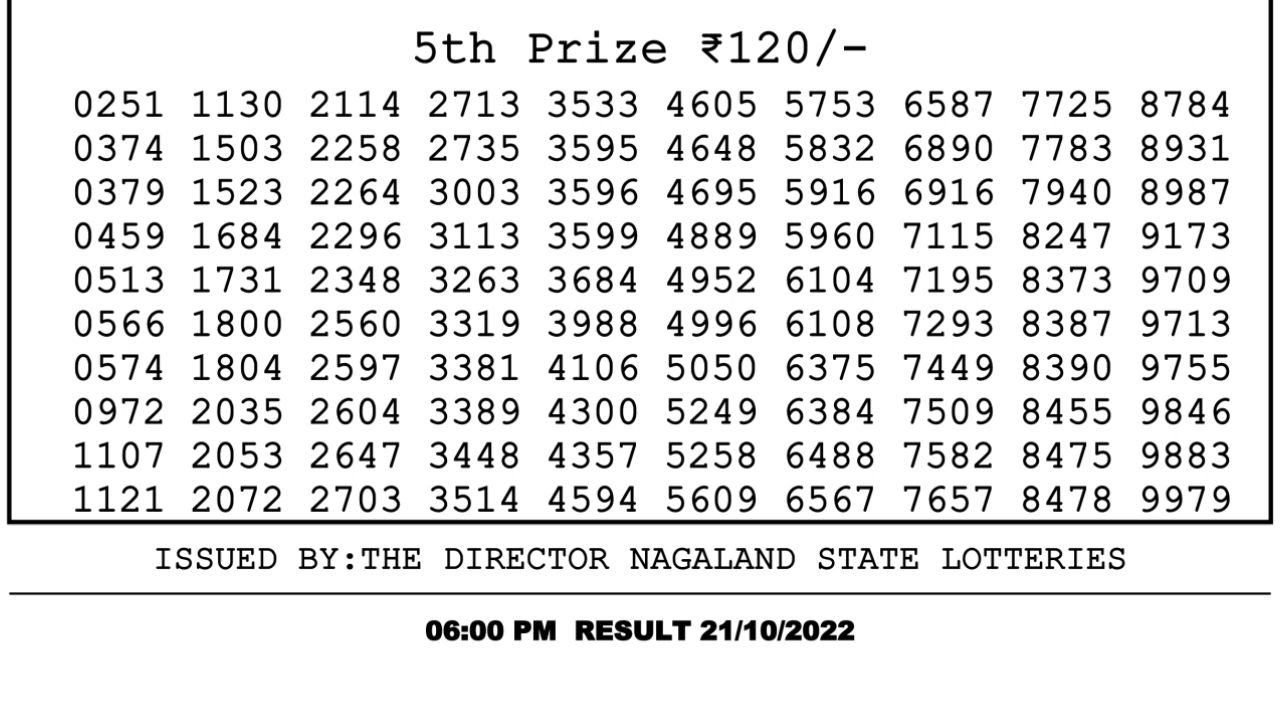 5th Prize ₹120/-
0251 1130 2114 2713 3533 4605 5753 6587 7725 8784
0374 1503 2258 2735 3595 4648 5832 6890 7783 8931
0379 1523 2264 3003 3596 4695 5916 6916 7940 8987
0459 1684 2296 3113 3599 4889 5960 7115 8247 9173
0513 1731 2348 3263 3684 4952 6104 7195 8373 9709
0566 1800 2560 3319 3988 4996 6108 7293 8387 9713
0574 1804 2597 3381 4106 5050 6375 7449 8390 9755
0972 2035 2604 3389 4300 5249 6384 7509 8455 9846
1107 2053 2647 3448 4357 5258 6488 7582 8475 9883
1121 2072 2703 3514 4594 5609 6567 7657 8478 9979
ISSUED BY:THE DIRECTOR NAGALAND STATE LOTTERIES
06:00 PM RESULT 21/10/2022